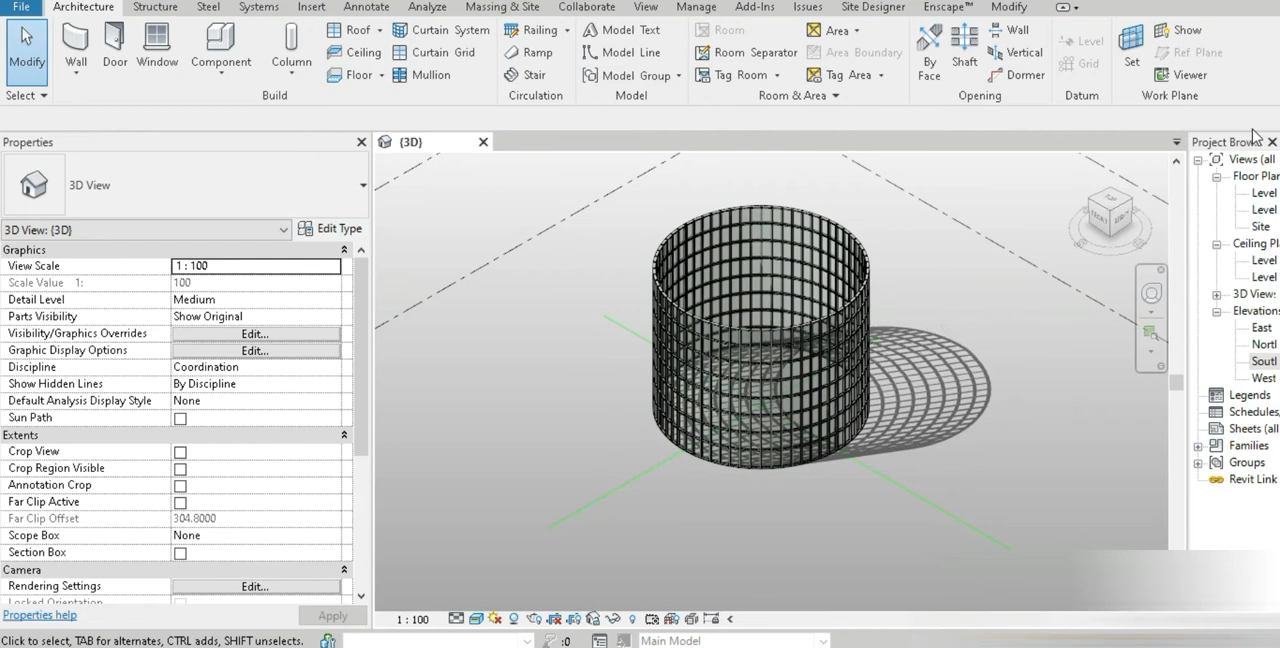 File Architecture Structure Steel Systems Insert Annotate Analyze Massing & Site Collaborate View Manage Add-Ins Issues Site Designer Enscape™ Modify
Modify
Wall
Door
Window
Component
Column
Roof
Ceiling
Floor
Curtain System
Curtain Grid
Mullion
Railing
Ramp
Stair
Model Text
Model Line
Model Group
Room
Room Separator
Tag Room
Area
Area Boundary
Tag Area
By
Face
Shaft
Wall
Vertical
Dormer
Level
Grid
Set
Show
Ref Plane
Viewer
Select Build Circulation Model Room & Area Opening Datum Work Plane
Properties
3D View
3D View: {3D} Edit Type
Graphics
View Scale 1 : 100
Scale Value 1: 100
Detail Level Medium
Parts Visibility Show Original
Visibility/Graphics Overrides Edit...
Graphic Display Options Edit...
Discipline Coordination
Show Hidden Lines By Discipline
Default Analysis Display Style None
Sun Path
Extents
Crop View
Crop Region Visible
Annotation Crop
Far Clip Active
Far Clip Offset 304.8000
Scope Box None
Section Box
Camera
Rendering Settings Edit...
Locked Orientation
Properties help Apply
{3D}
TOP
Project Brows
Views (all
Floor Plan
Level
Level
Site
Ceiling Pl
Level
Level
3D View:
Elevations
East
North
South
West
Legends
Schedules,
Sheets (all
Families
Groups
Revit Link
1 : 100
Click to select, TAB for alternates, CTRL adds, SHIFT unselects. :0 Main Model